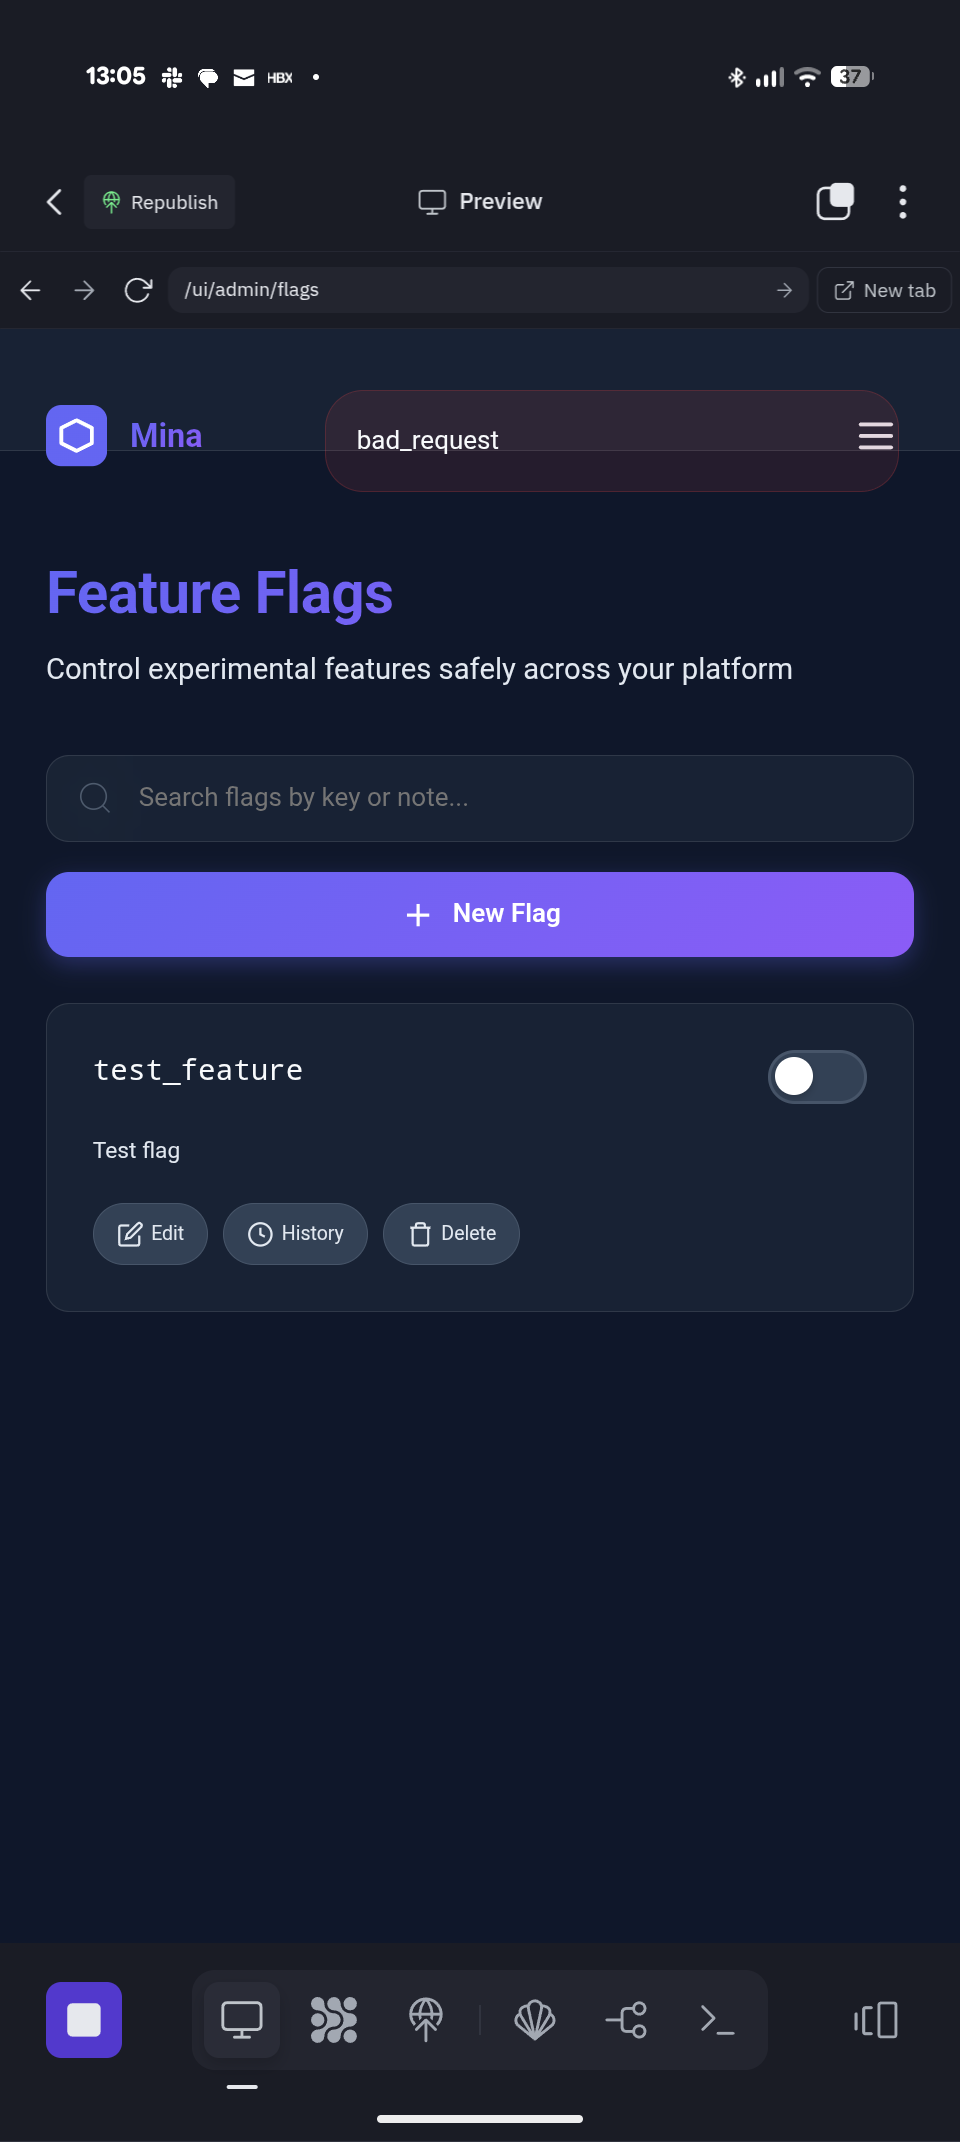 13:05 HBX 37
Republish Preview
/ui/admin/flags New tab
Mina bad_request
Feature Flags
Control experimental features safely across your platform
Search flags by key or note...
New Flag
test_feature
Test flag
Edit History Delete